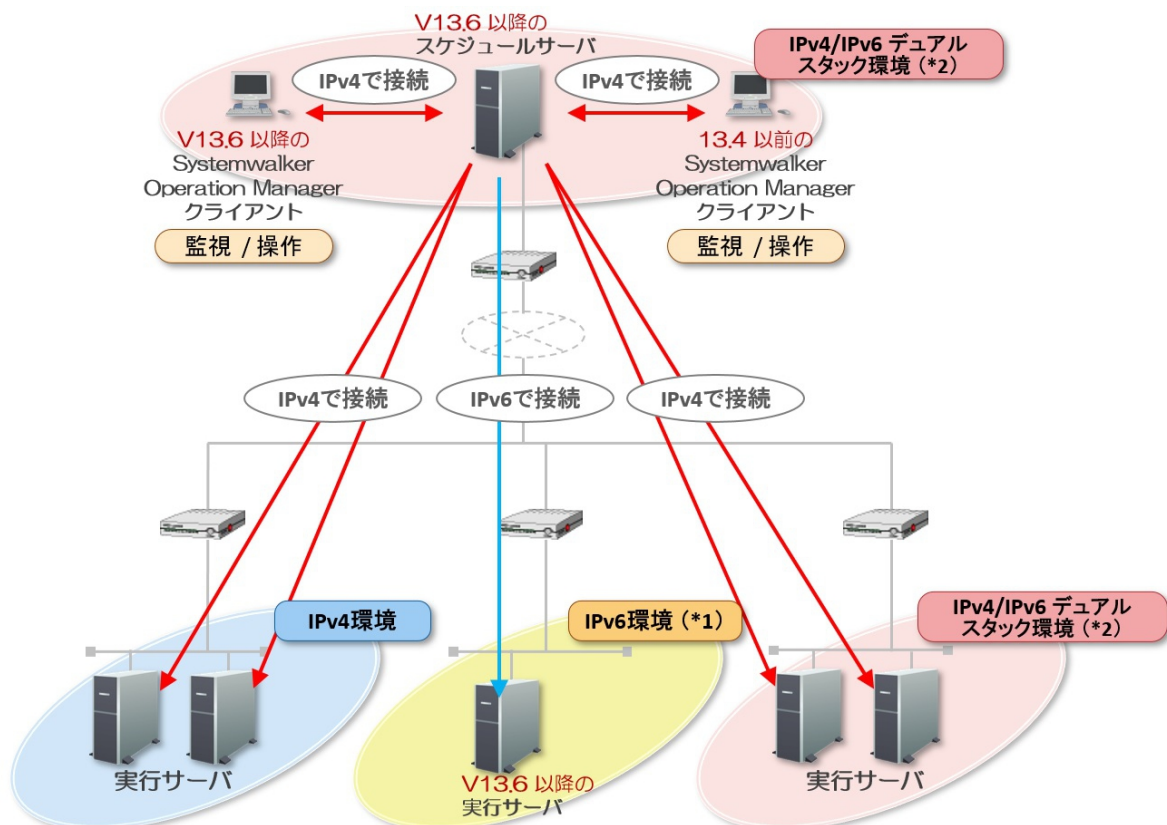 V13.6 以降の
スケジュールサーバ
IPv4/IPv6 デュアル
スタック環境（*2）
IPv4で接続
IPv4で接続
V13.6 以降の
Systemwalker
Operation Manager
クライアント
監視 / 操作
13.4 以前の
Systemwalker
Operation Manager
クライアント
監視 / 操作
IPv4で接続
IPv6で接続
IPv4で接続
IPv4環境
IPv6環境（*1）
IPv4/IPv6 デュアル
スタック環境（*2）
実行サーバ
V13.6 以降の
実行サーバ
実行サーバ